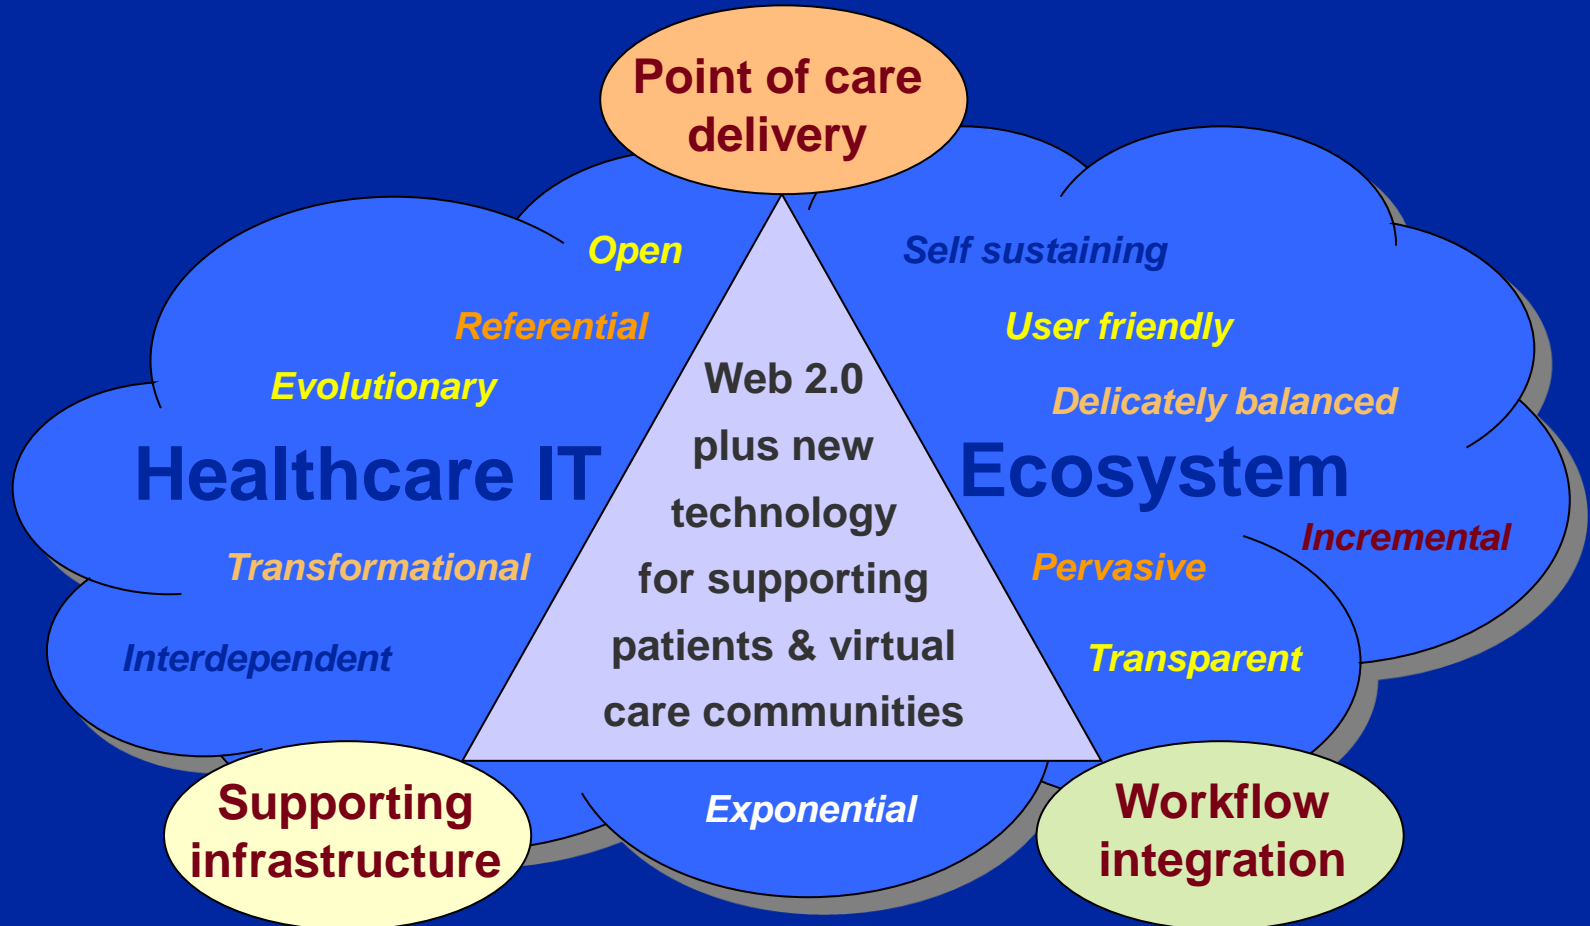 Point of care
delivery
Open
Self sustaining
Referential
User friendly
Evolutionary
Delicately balanced
Healthcare IT
Ecosystem
Web 2.0
plus new
technology
for supporting
patients & virtual
care communities
Incremental
Transformational
Pervasive
Interdependent
Transparent
Supporting
infrastructure
Exponential
Workflow
integration